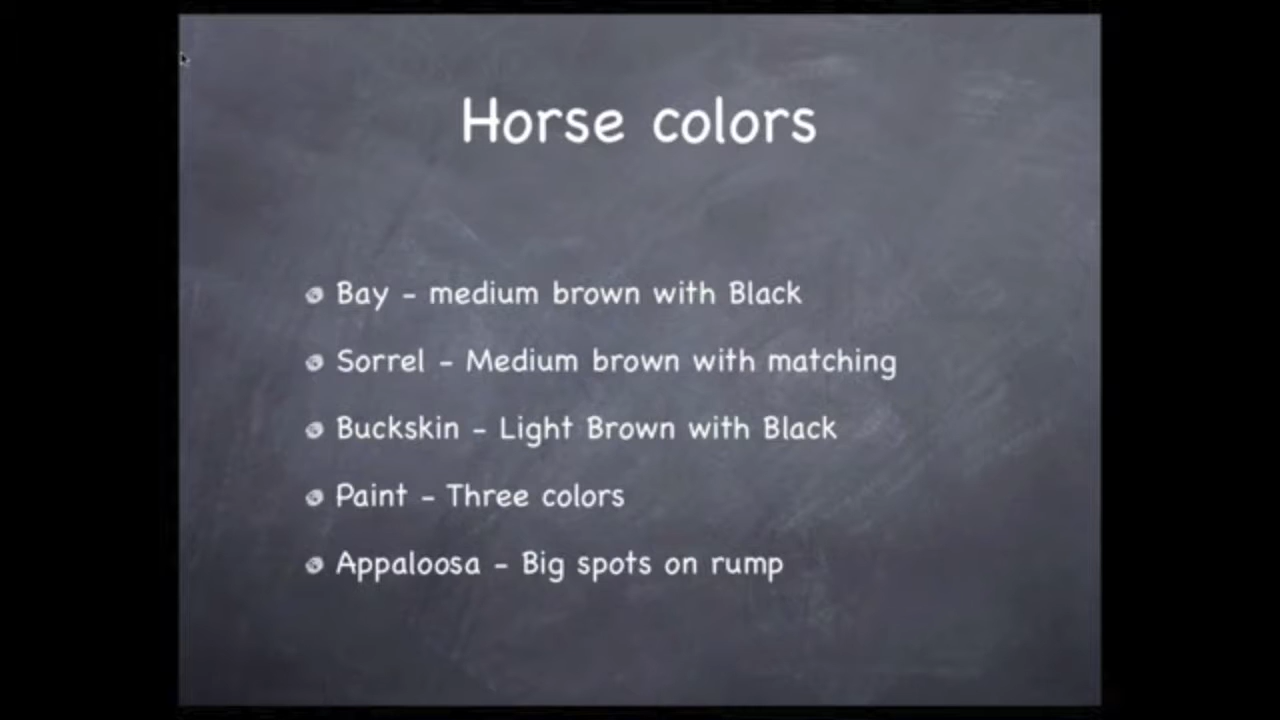 Horse colors
Bay - medium brown with Black
Sorrel - Medium brown with matching
Buckskin - Light Brown with Black
Paint - Three colors
Appaloosa - Big spots on rump